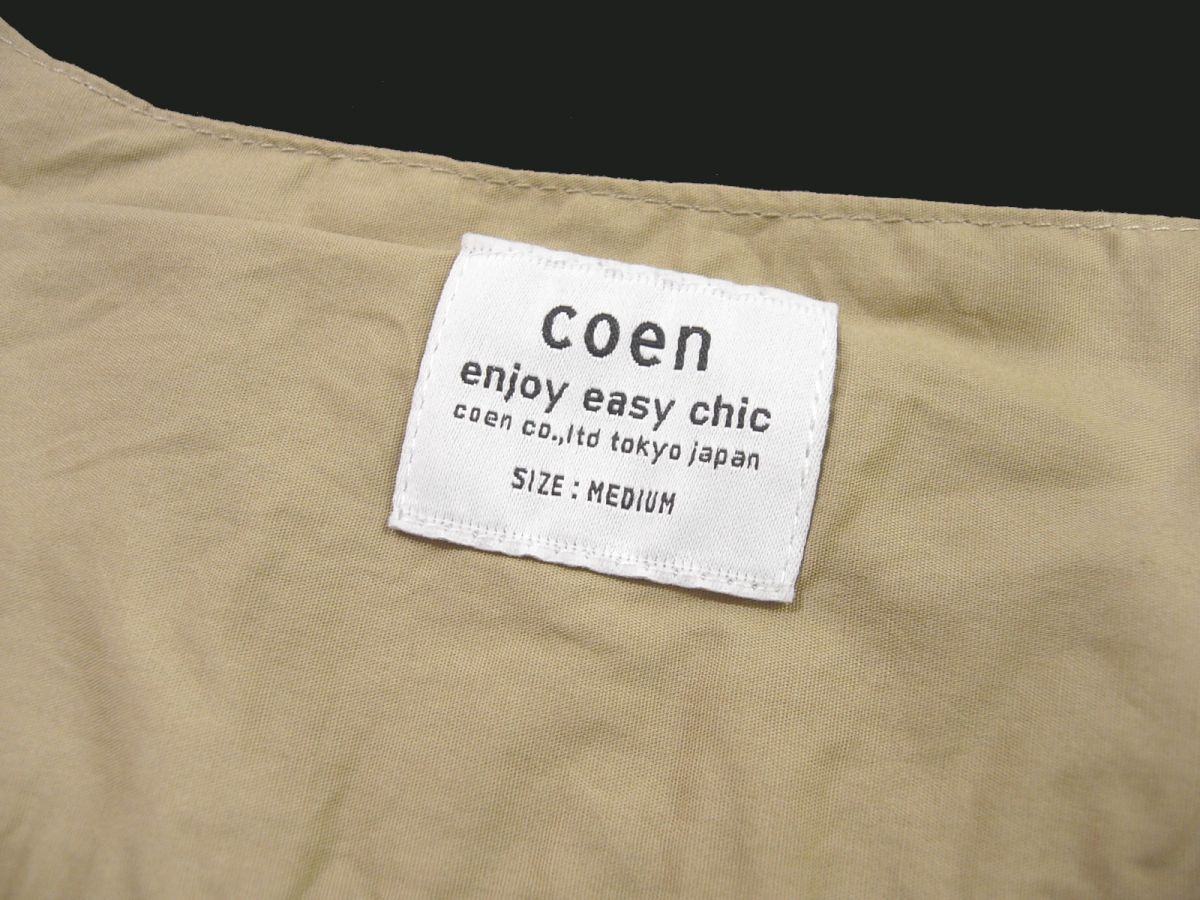 coen
enjoy easy chic
coen co.,ltd tokyo japan
SIZE : MEDIUM